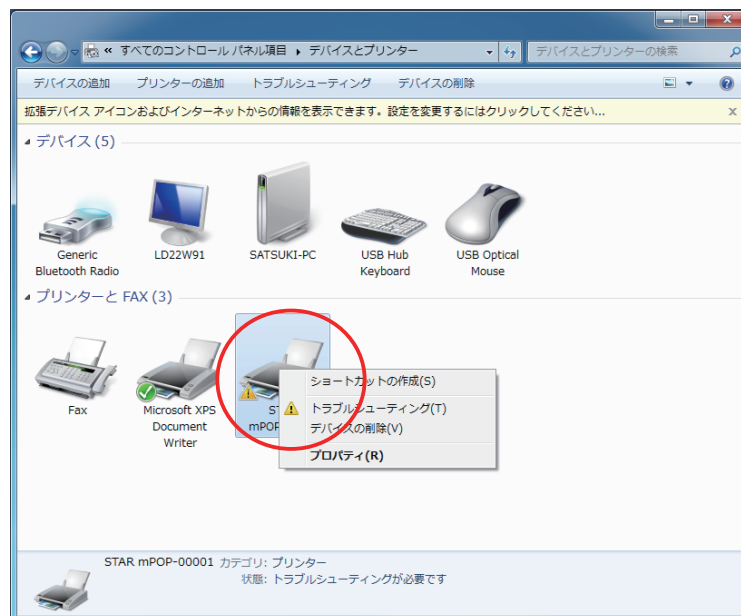 « すべてのコントロール パネル項目 ▸ デバイスとプリンター
デバイスとプリンターの検索
デバイスの追加 プリンターの追加 トラブルシューティング デバイスの削除
拡張デバイス アイコンおよびインターネットからの情報を表示できます。設定を変更するにはクリックしてください...
デバイス (5)
Generic
Bluetooth Radio
LD22W91
SATSUKI-PC
USB Hub
Keyboard
USB Optical
Mouse
プリンターと FAX (3)
Fax
Microsoft XPS
Document
Writer
ST
mPOP
ショートカットの作成(S)
トラブルシューティング(T)
デバイスの削除(V)
プロパティ(R)
STAR mPOP-00001 カテゴリ: プリンター
状態: トラブルシューティングが必要です